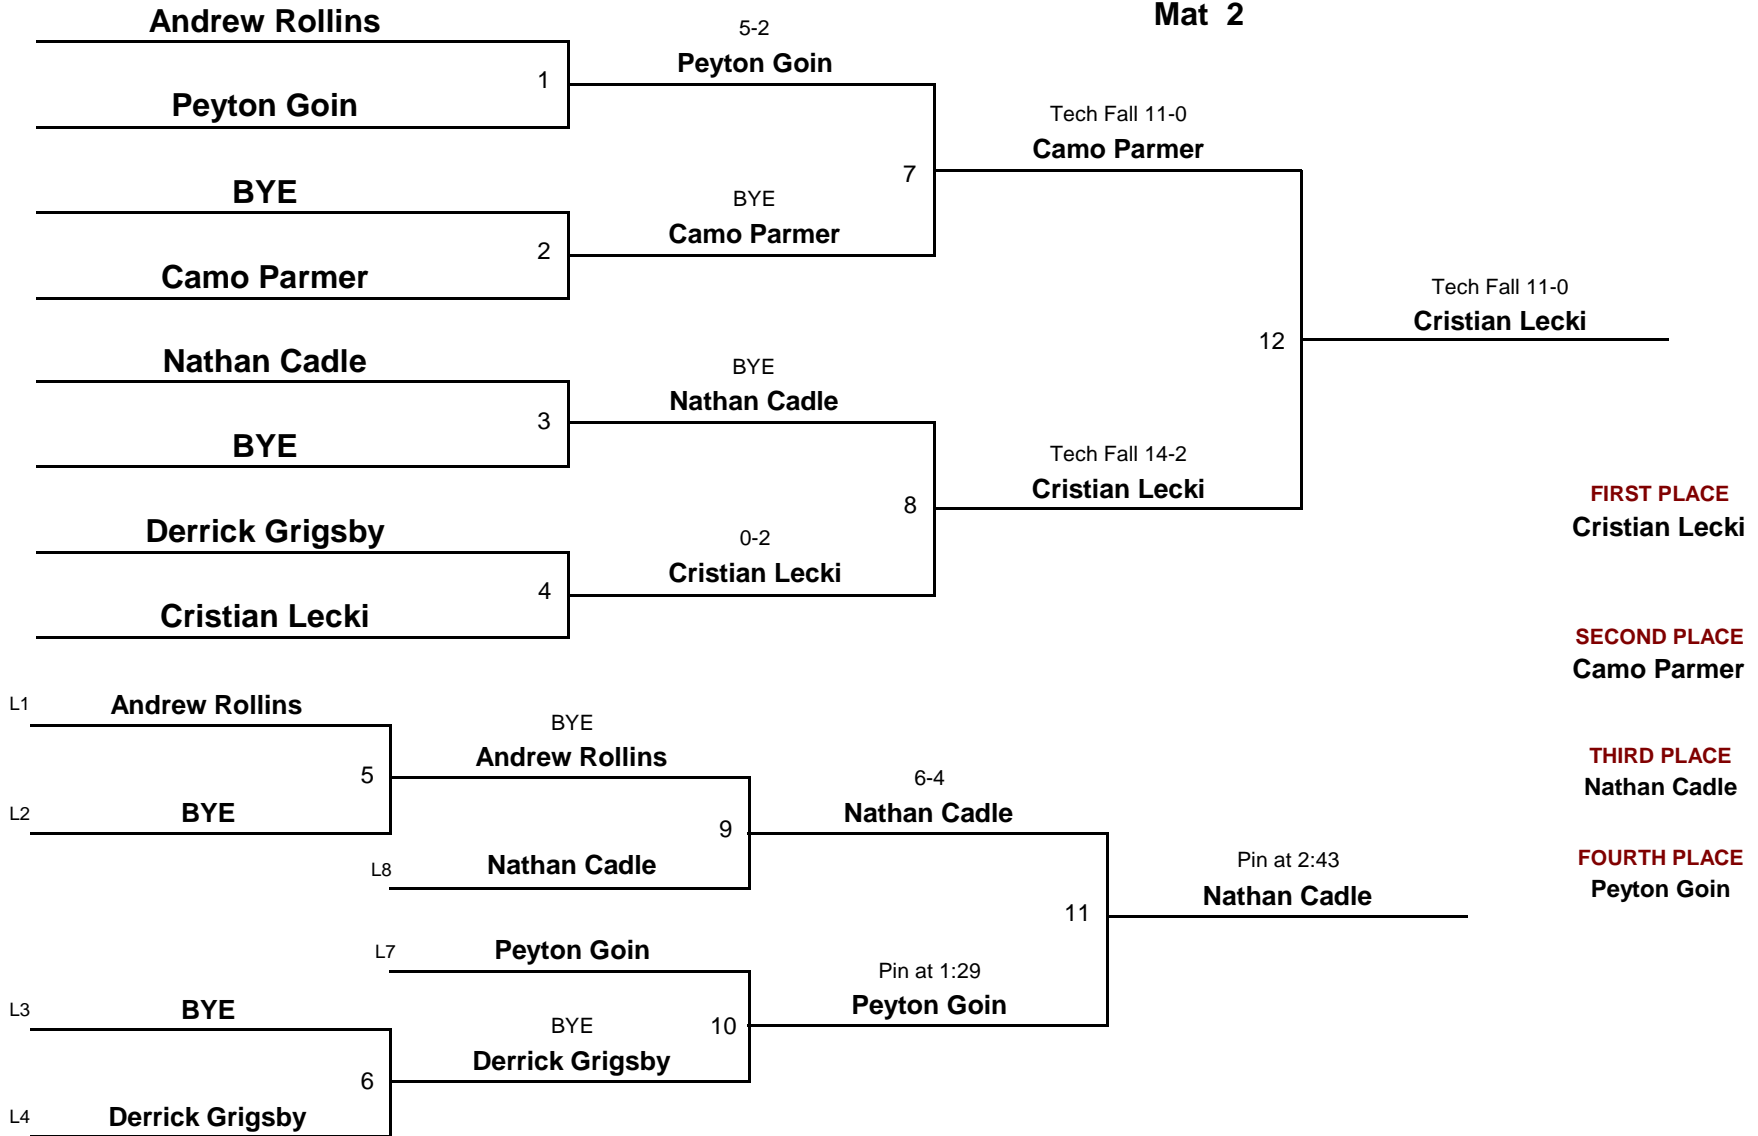 Mat 2
Andrew Rollins
1
Peyton Goin
5-2
Peyton Goin
BYE
2
Camo Parmer
BYE
Camo Parmer
7
Tech Fall 11-0
Camo Parmer
Nathan Cadle
3
BYE
BYE
Nathan Cadle
Derrick Grigsby
4
Cristian Lecki
0-2
Cristian Lecki
8
Tech Fall 14-2
Cristian Lecki
12
Tech Fall 11-0
Cristian Lecki
FIRST PLACE
Cristian Lecki
SECOND PLACE
Camo Parmer
THIRD PLACE
Nathan Cadle
FOURTH PLACE
Peyton Goin
L1 Andrew Rollins
5
L2 BYE
BYE
Andrew Rollins
9
L8 Nathan Cadle
6-4
Nathan Cadle
L7 Peyton Goin
L3 BYE
6
L4 Derrick Grigsby
BYE
Derrick Grigsby
10
Pin at 1:29
Peyton Goin
11
Pin at 2:43
Nathan Cadle